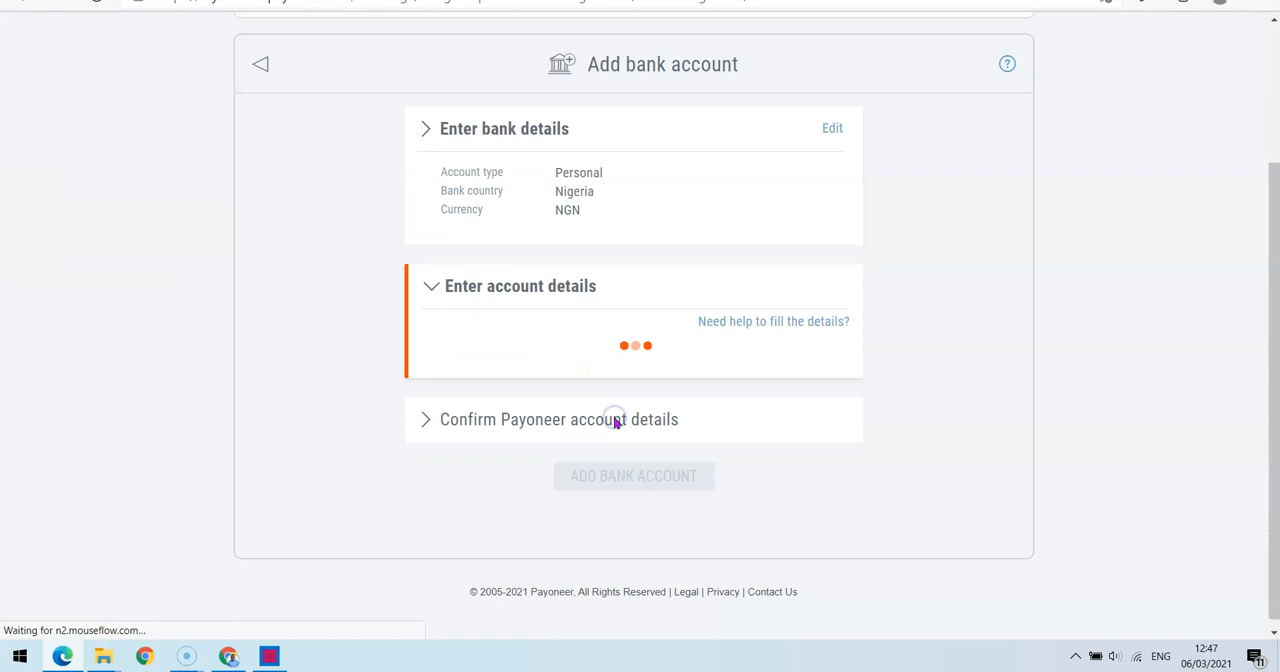 Add bank account
?
Enter bank details
Edit
Account type Personal
Bank country Nigeria
Currency NGN
Enter account details
Need help to fill the details?
Confirm Payoneer account details
ADD BANK ACCOUNT
© 2005-2021 Payoneer, All Rights Reserved | Legal | Privacy | Contact Us
Waiting for n2.mouseflow.com...
12:47
ENG
06/03/2021
11